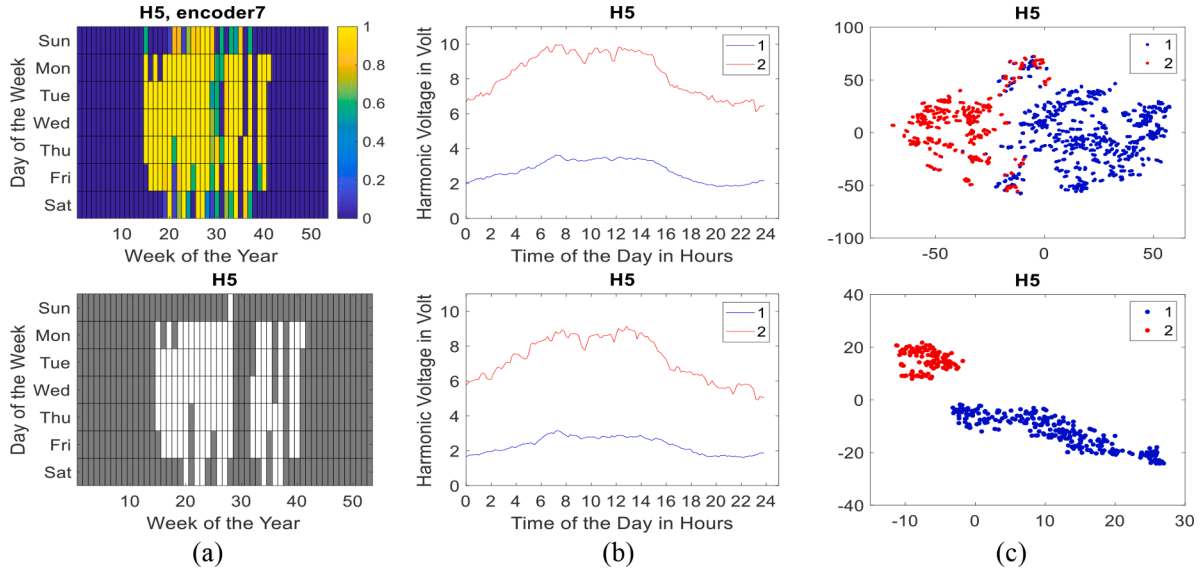 H5, encoder7
Day of the Week
Sun
Mon
Tue
Wed
Thu
Fri
Sat
10 20 30 40 50
Week of the Year
1
0.8
0.6
0.4
0.2
0
H5
Harmonic Voltage in Volt
10
8
6
4
2
0
0 2 4 6 8 10 12 14 16 18 20 22 24
Time of the Day in Hours
1
2
H5
100
50
0
-50
-100
-50 0 50
1
2
H5
Day of the Week
Sun
Mon
Tue
Wed
Thu
Fri
Sat
10 20 30 40 50
Week of the Year
H5
Harmonic Voltage in Volt
10
8
6
4
2
0
0 2 4 6 8 10 12 14 16 18 20 22 24
Time of the Day in Hours
1
2
H5
40
20
0
-20
-40
-10 0 10 20 30
1
2
(a) (b) (c)